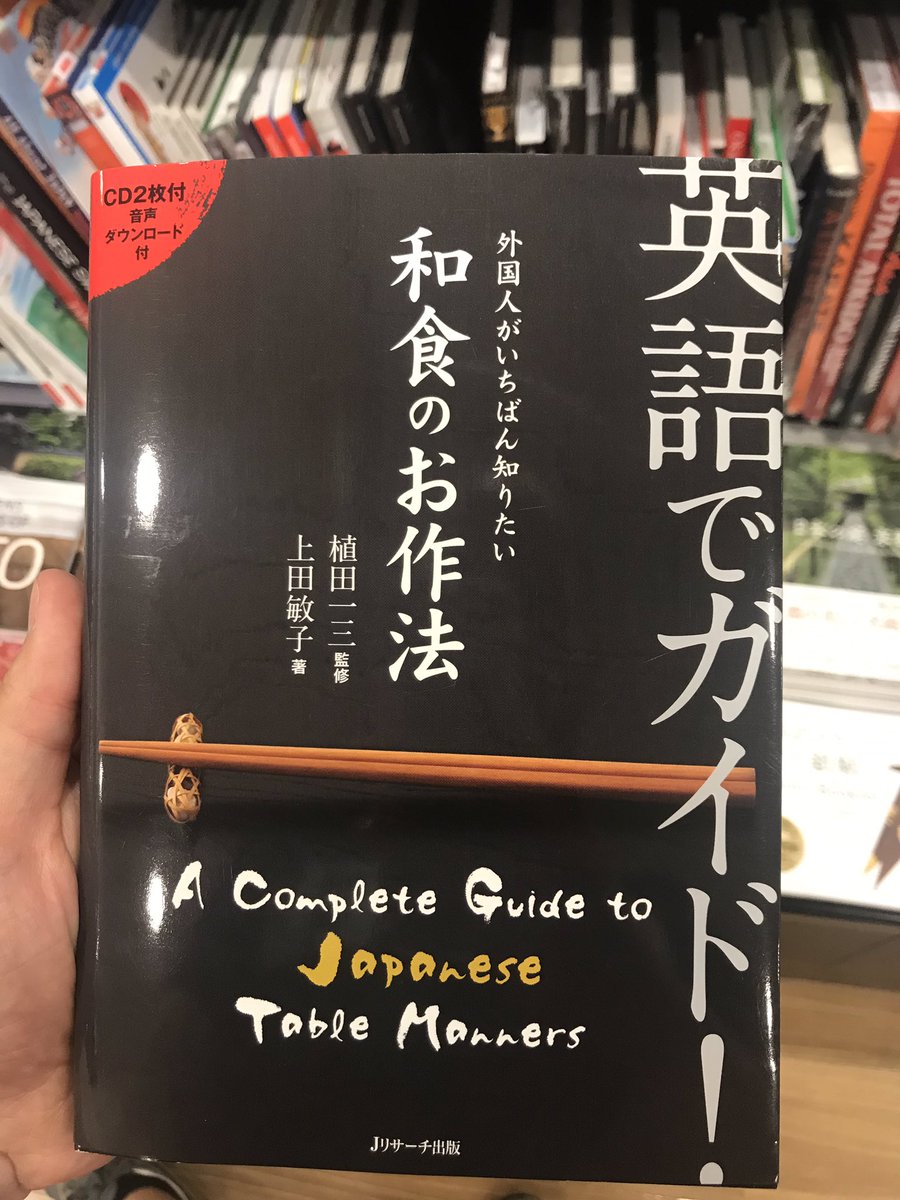 CD2枚付
音声
ダウンロード
付
英語でガイド!
外国人がいちばん知りたい
和食のお作法
植田一三 監修
上田敏子 著
A Complete Guide to
Japanese
Table Manners
Jリサーチ出版